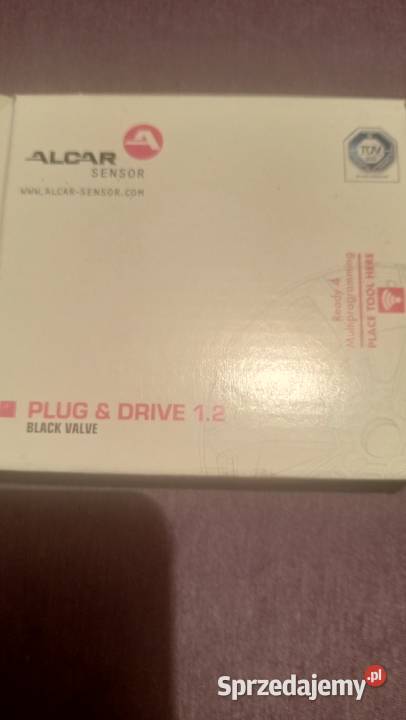 ALCAR
SENSOR
WWW.ALCAR-SENSOR.COM
TÜV
Ready 4
Multiprogramming
PLACE TOOL HERE
PLUG & DRIVE 1.2
BLACK VALVE
Sprzedajemy.pl